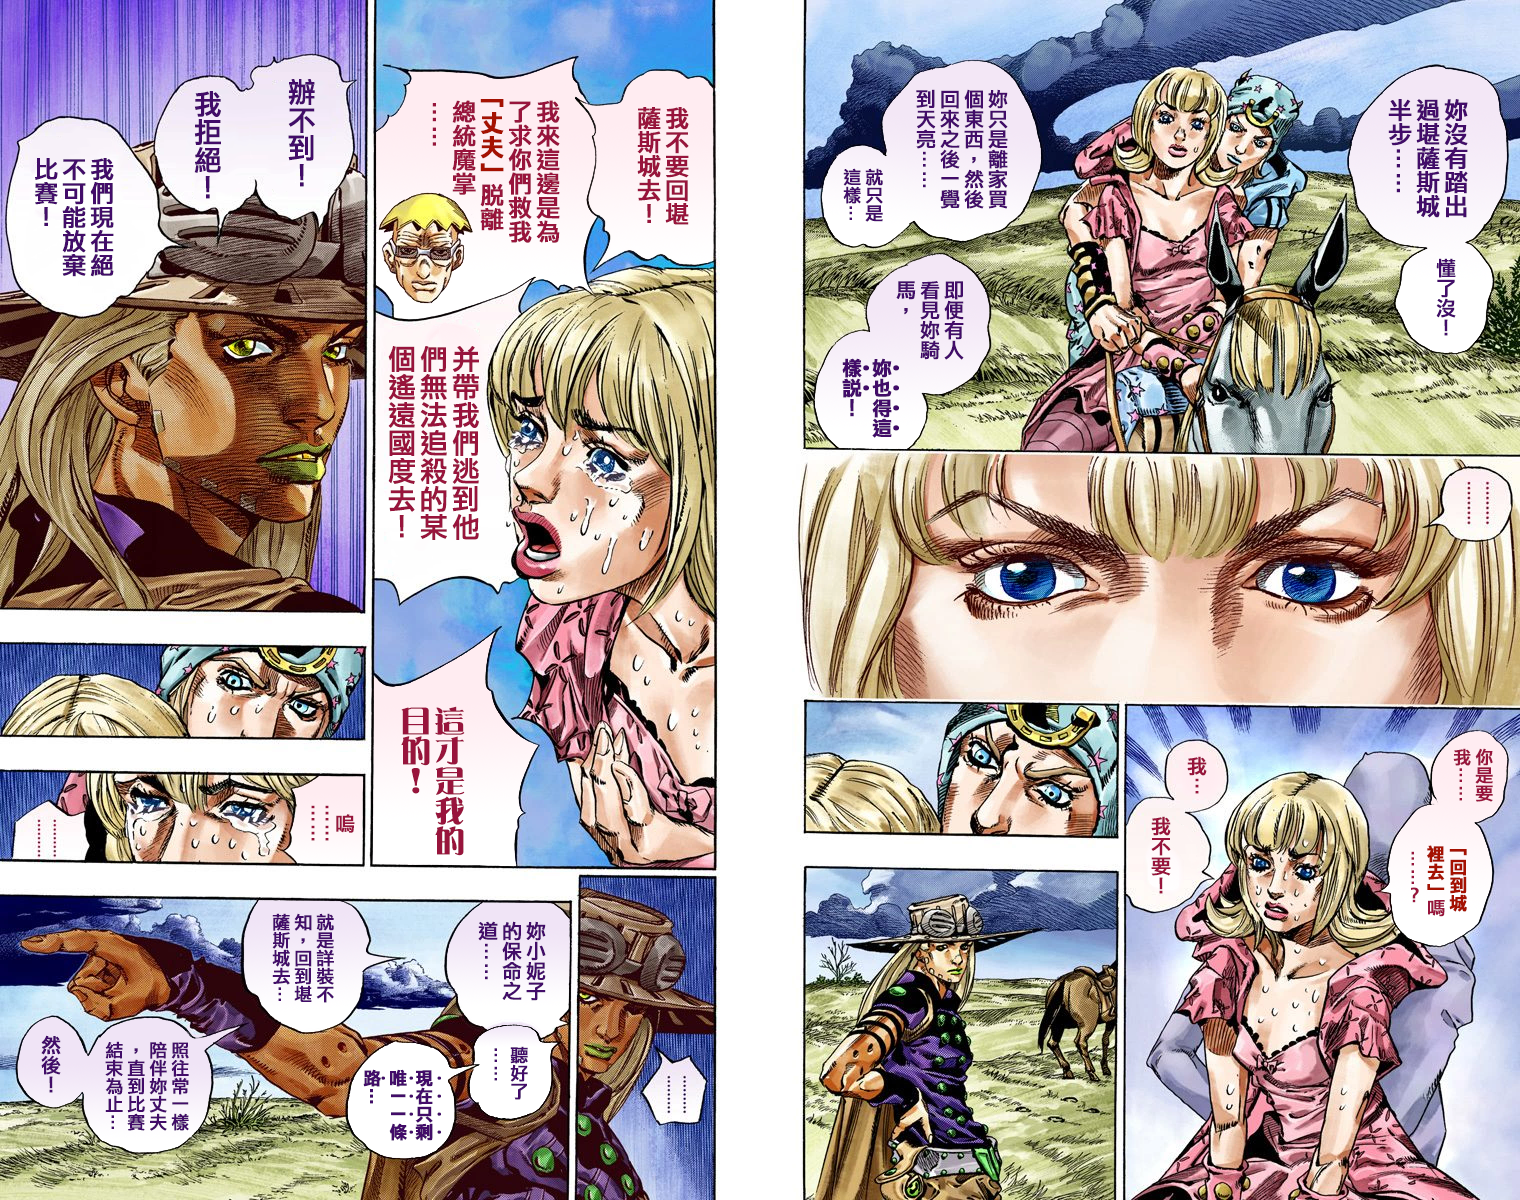 妳沒有踏出
過堪薩斯城
半步……
懂了沒！
妳只是離家買
個東西，然後
回來之後一覺
到天亮……
就只是
這樣…
即便有人
看見妳騎
馬，
妳也得這
樣說！
………
………
你是要
我……
「回到城
裡去」嗎
……？
我…
我不要！
我不要回堪
薩斯城去！
我來這邊是為
了求你們救我
「丈夫」脫離
總統魔掌
……
并帶我們逃到他
們無法追殺的某
個遙遠國度去！
這才是我的
目的！
辦不到！
我拒絕！
我們現在絕
不可能放棄
比賽！
嗚
……
……
………
………
………
………
妳小妮子
的保命之
道……
聽好了
……
現在只剩
唯一一條
路…
就是詳裝不
知，回到堪
薩斯城去…
照往常一樣
陪伴妳丈夫
，直到比賽
結束為止…
然後！